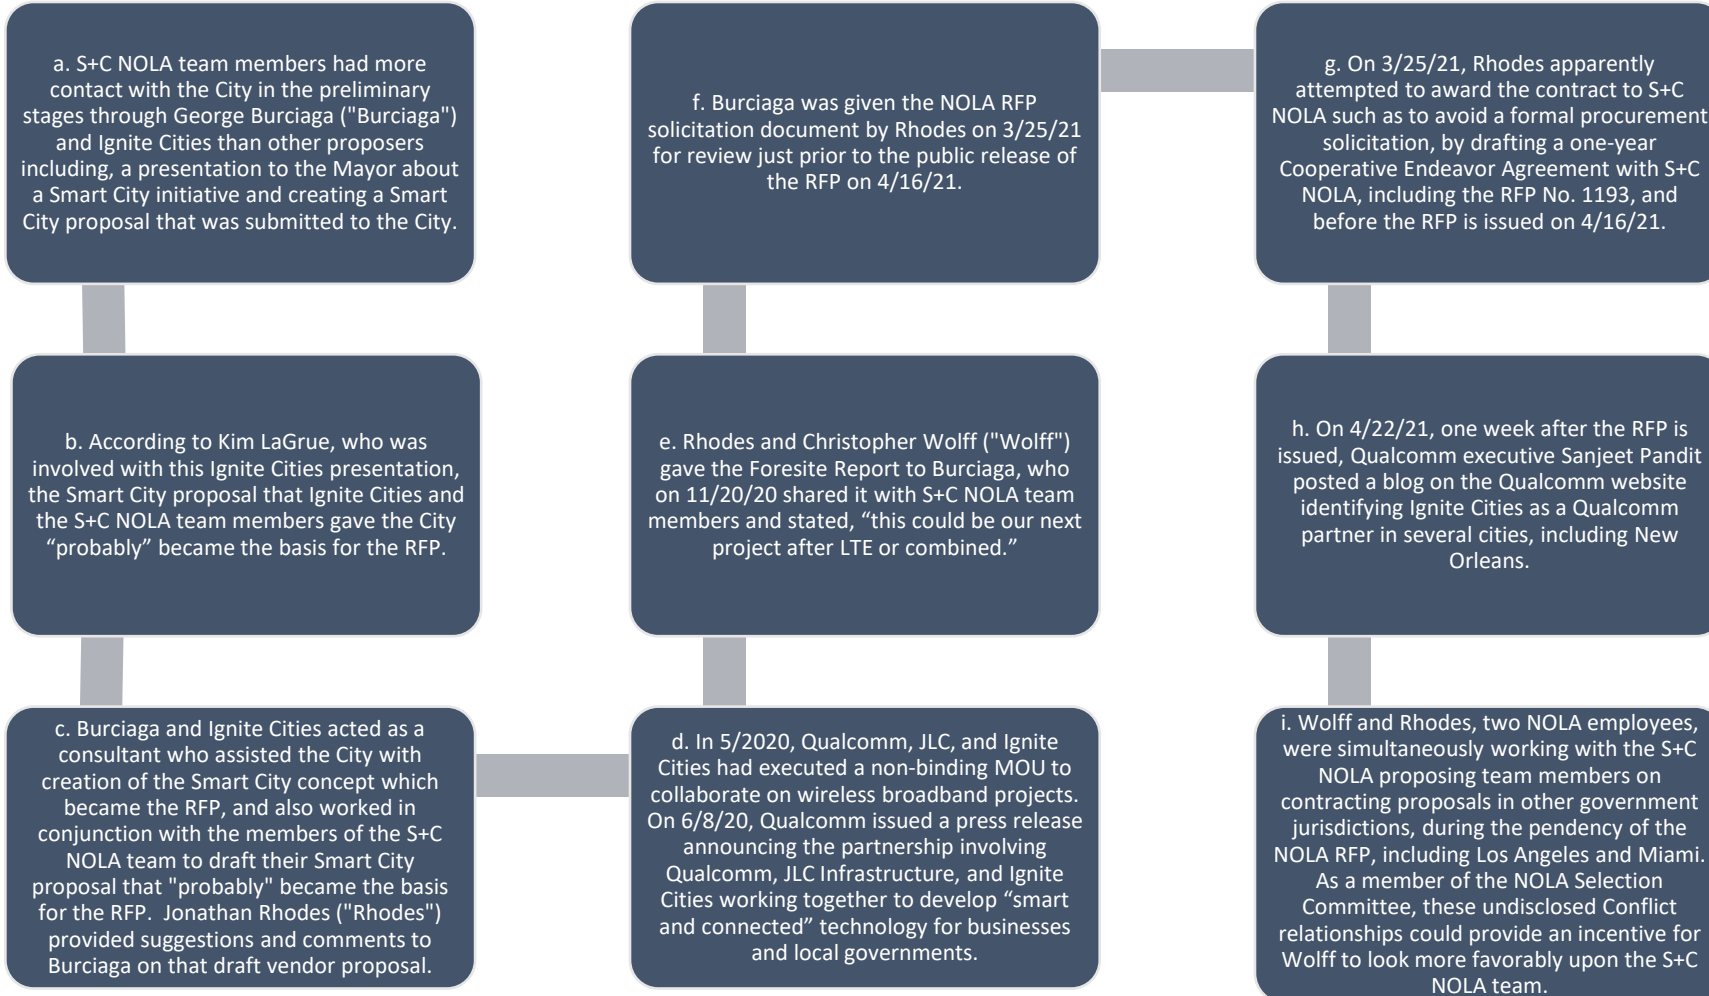 a. S+C NOLA team members had more
contact with the City in the preliminary
stages through George Burciaga ("Burciaga")
and Ignite Cities than other proposers
including, a presentation to the Mayor about
a Smart City initiative and creating a Smart
City proposal that was submitted to the City.
b. According to Kim LaGrue, who was
involved with this Ignite Cities presentation,
the Smart City proposal that Ignite Cities and
the S+C NOLA team members gave the City
“probably” became the basis for the RFP.
c. Burciaga and Ignite Cities acted as a
consultant who assisted the City with
creation of the Smart City concept which
became the RFP, and also worked in
conjunction with the members of the S+C
NOLA team to draft their Smart City
proposal that "probably" became the basis
for the RFP. Jonathan Rhodes ("Rhodes")
provided suggestions and comments to
Burciaga on that draft vendor proposal.
d. In 5/2020, Qualcomm, JLC, and Ignite
Cities had executed a non-binding MOU to
collaborate on wireless broadband projects.
On 6/8/20, Qualcomm issued a press release
announcing the partnership involving
Qualcomm, JLC Infrastructure, and Ignite
Cities working together to develop “smart
and connected” technology for businesses
and local governments.
e. Rhodes and Christopher Wolff ("Wolff")
gave the Foresite Report to Burciaga, who
on 11/20/20 shared it with S+C NOLA team
members and stated, “this could be our next
project after LTE or combined.”
f. Burciaga was given the NOLA RFP
solicitation document by Rhodes on 3/25/21
for review just prior to the public release of
the RFP on 4/16/21.
g. On 3/25/21, Rhodes apparently
attempted to award the contract to S+C
NOLA such as to avoid a formal procurement
solicitation, by drafting a one-year
Cooperative Endeavor Agreement with S+C
NOLA, including the RFP No. 1193, and
before the RFP is issued on 4/16/21.
h. On 4/22/21, one week after the RFP is
issued, Qualcomm executive Sanjeet Pandit
posted a blog on the Qualcomm website
identifying Ignite Cities as a Qualcomm
partner in several cities, including New
Orleans.
i. Wolff and Rhodes, two NOLA employees,
were simultaneously working with the S+C
NOLA proposing team members on
contracting proposals in other government
jurisdictions, during the pendency of the
NOLA RFP, including Los Angeles and Miami.
As a member of the NOLA Selection
Committee, these undisclosed Conflict
relationships could provide an incentive for
Wolff to look more favorably upon the S+C
NOLA team.